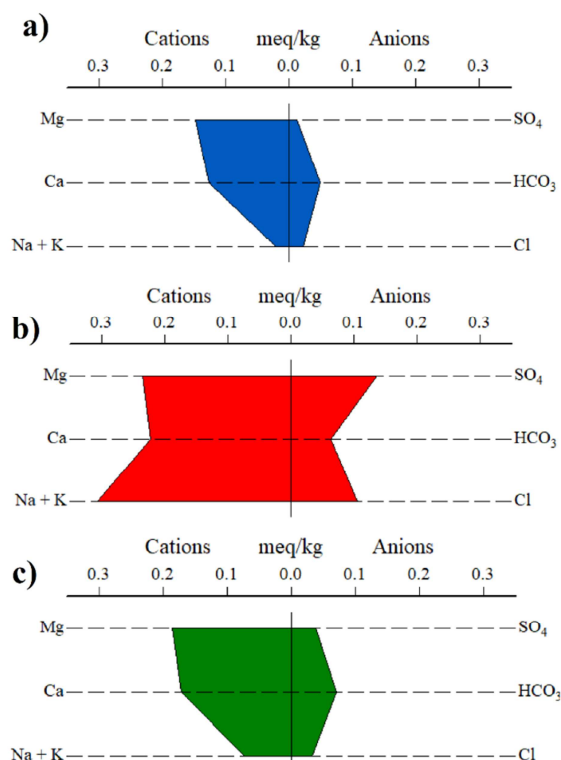 a)
Cations meq/kg Anions
0.3 0.2 0.1 0.0 0.1 0.2 0.3
Mg SO₄
Ca HCO₃
Na + K Cl
b)
Cations meq/kg Anions
0.3 0.2 0.1 0.0 0.1 0.2 0.3
Mg SO₄
Ca HCO₃
Na + K Cl
c)
Cations meq/kg Anions
0.3 0.2 0.1 0.0 0.1 0.2 0.3
Mg SO₄
Ca HCO₃
Na + K Cl